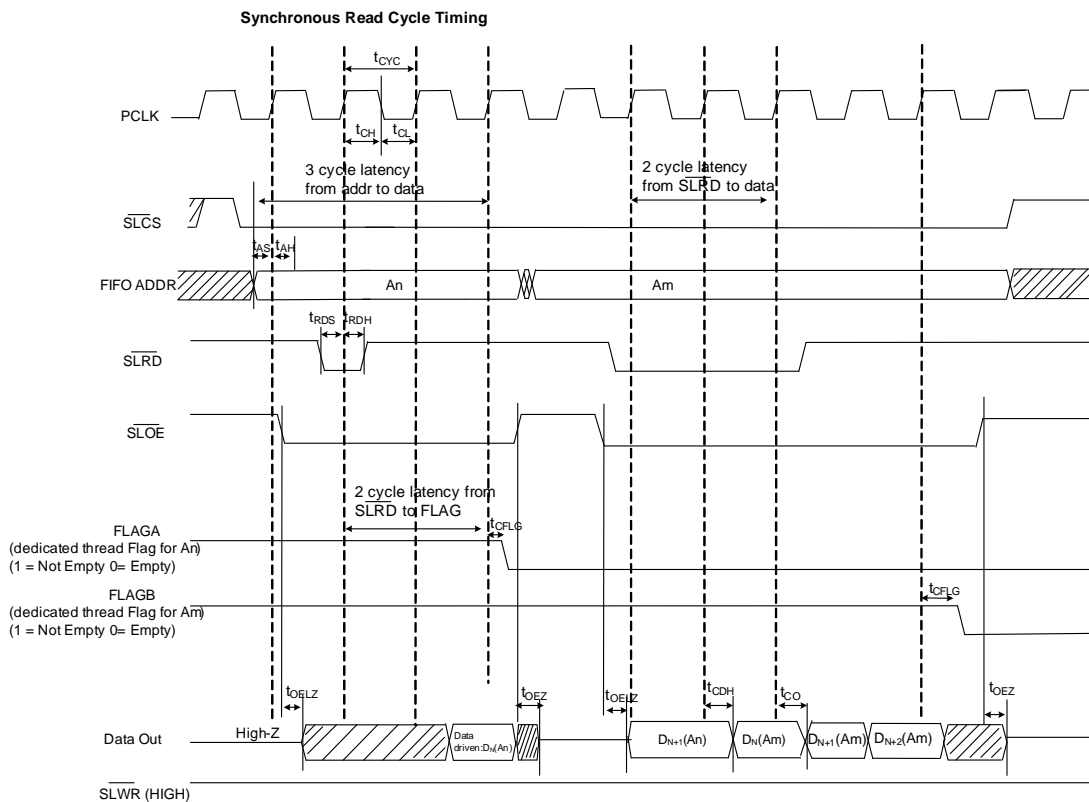 Synchronous Read Cycle Timing
tCYC
PCLK
tCH
tCL
3 cycle latency
from addr to data
2 cycle latency
from SLRD to data
SLCS
tAS
tAH
FIFO ADDR
An
Am
tRDS
tRDH
SLRD
SLOE
2 cycle latency from
SLRD to FLAG
FLAGA
(dedicated thread Flag for An)
(1 = Not Empty 0= Empty)
tCFLG
FLAGB
(dedicated thread Flag for Am)
(1 = Not Empty 0= Empty)
tCFLG
tOELZ
tOEZ
tOELZ
tCDH
tCO
tOEZ
Data Out
High-Z
Data
driven:DN(An)
DN+1(An)
DN(Am)
DN+1(Am)
DN+2(Am)
SLWR (HIGH)